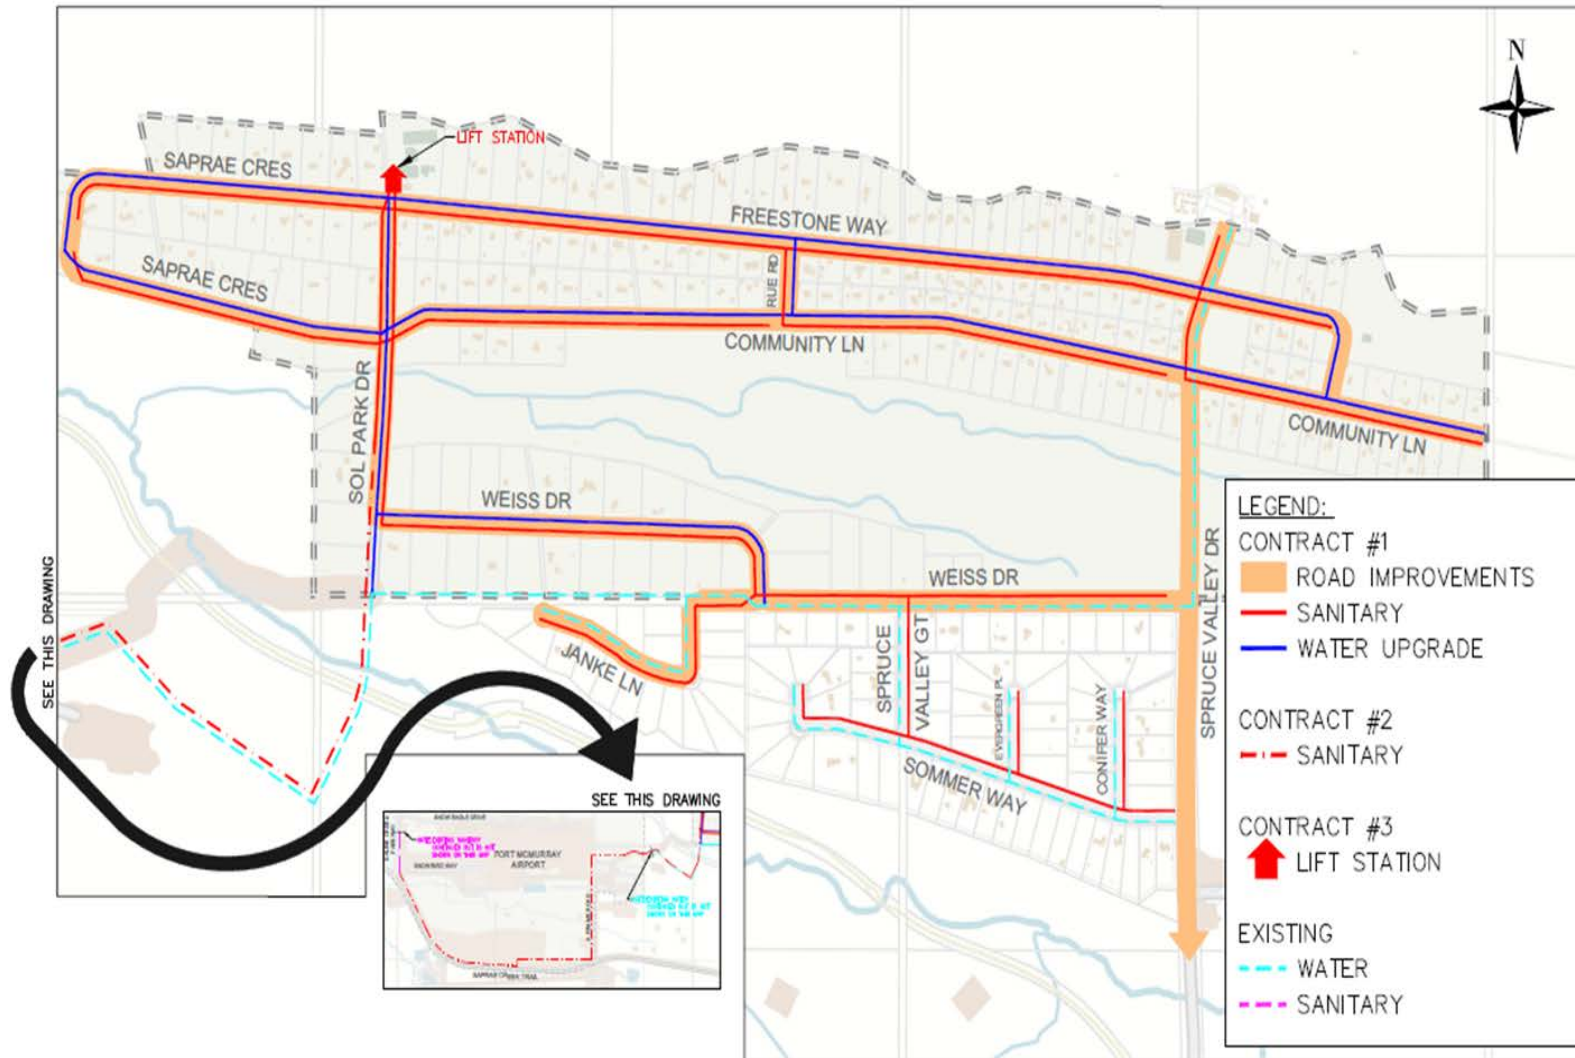 N
LIFT STATION
SAPRAE CRES
FREESTONE WAY
SAPRAE CRES
RUE RD
COMMUNITY LN
SOL PARK DR
COMMUNITY LN
WEISS DR
WEISS DR
SPRUCE VALLEY DR
JANKE LN
SPRUCE
VALLEY GT
EVERGREEN PL
CONIFER WAY
SOMMER WAY
SEE THIS DRAWING
SEE THIS DRAWING
FORT MCMURRAY
AIRPORT
LEGEND:
CONTRACT #1
ROAD IMPROVEMENTS
SANITARY
WATER UPGRADE
CONTRACT #2
SANITARY
CONTRACT #3
LIFT STATION
EXISTING
WATER
SANITARY